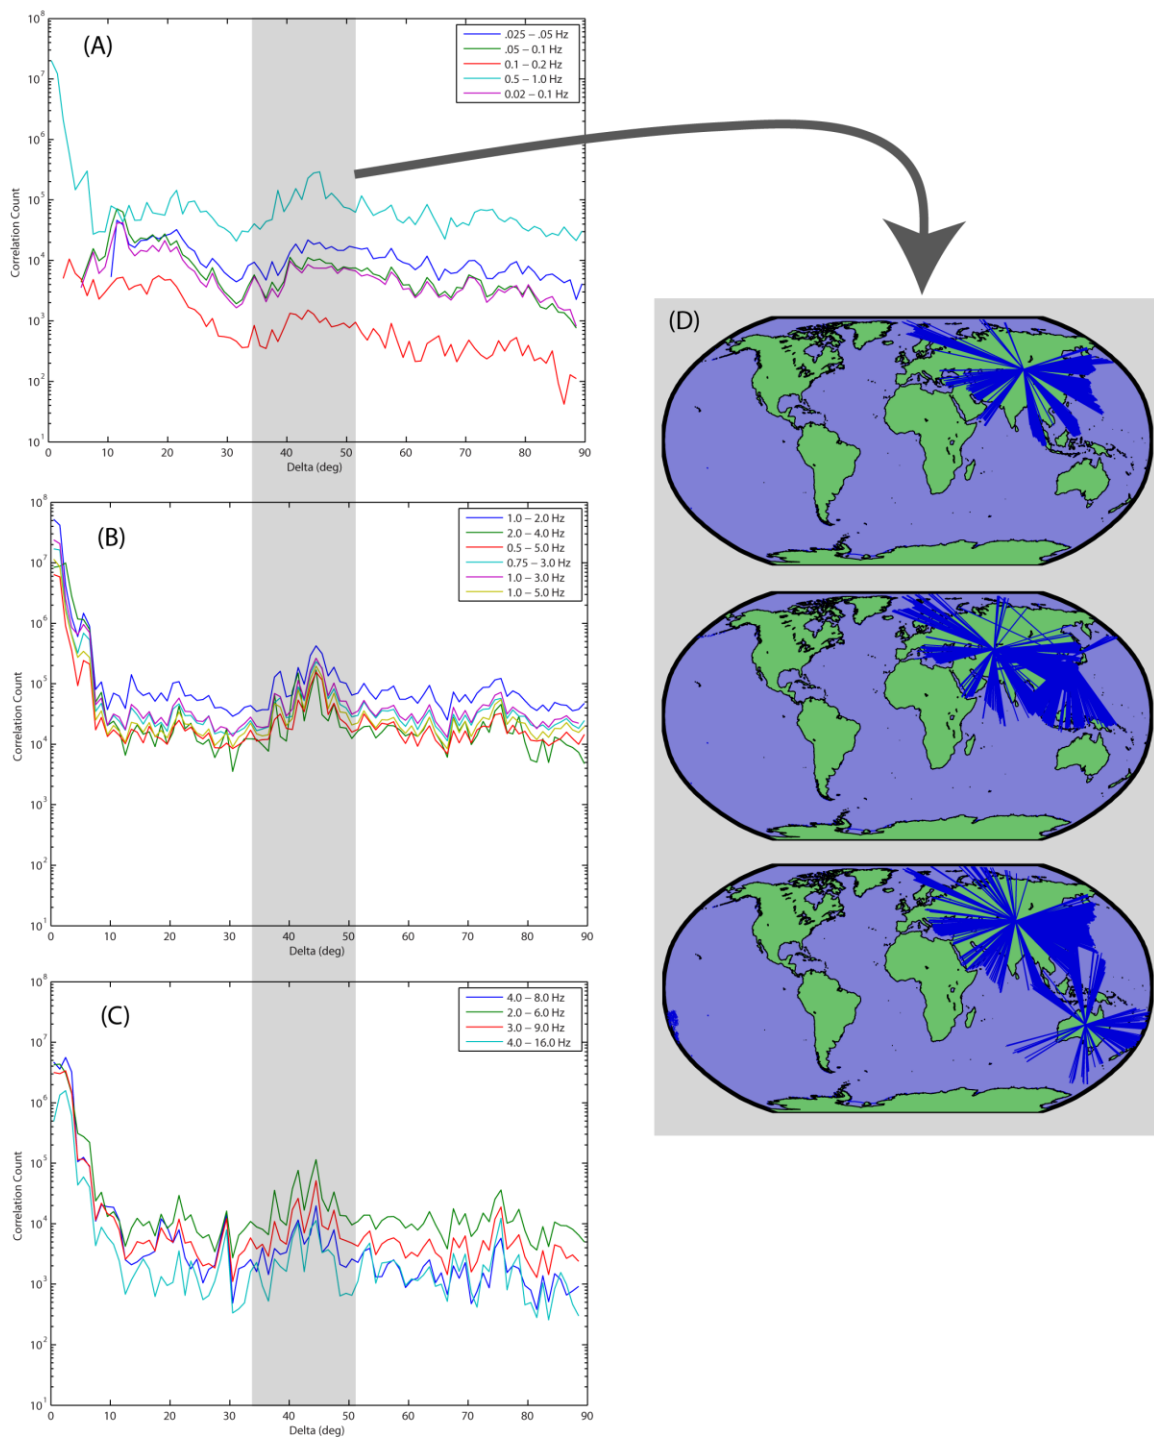 (A)
.025 – .05 Hz
.05 – 0.1 Hz
0.1 – 0.2 Hz
0.5 – 1.0 Hz
0.02 – 0.1 Hz
10⁸
10⁷
10⁶
10⁵
10⁴
10³
10²
10¹
Correlation Count
0 10 20 30 40 50 60 70 80 90
Delta (deg)
(B)
1.0 – 2.0 Hz
2.0 – 4.0 Hz
0.5 – 5.0 Hz
0.75 – 3.0 Hz
1.0 – 3.0 Hz
1.0 – 5.0 Hz
10⁸
10⁷
10⁶
10⁵
10⁴
10³
10²
10¹
Correlation Count
0 10 20 30 40 50 60 70 80 90
Delta (deg)
(C)
4.0 – 8.0 Hz
2.0 – 6.0 Hz
3.0 – 9.0 Hz
4.0 – 16.0 Hz
10⁸
10⁷
10⁶
10⁵
10⁴
10³
10²
10¹
Correlation Count
0 10 20 30 40 50 60 70 80 90
Delta (deg)
(D)